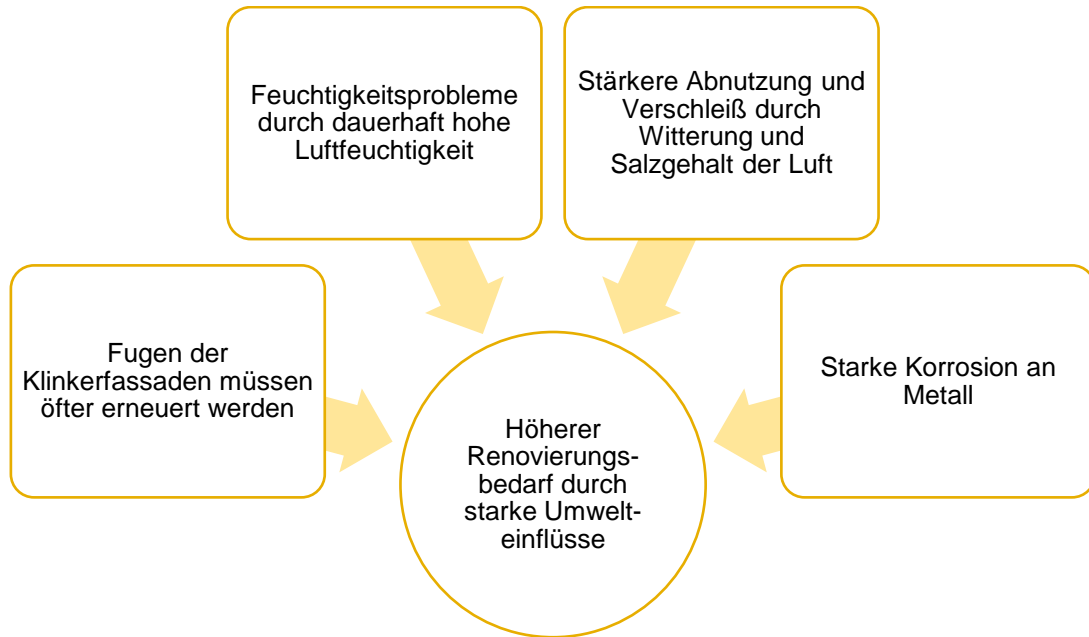 Feuchtigkeitsprobleme
durch dauerhaft hohe
Luftfeuchtigkeit
Stärkere Abnutzung und
Verschleiß durch
Witterung und
Salzgehalt der Luft
Fugen der
Klinkerfassaden müssen
öfter erneuert werden
Starke Korrosion an
Metall
Höherer
Renovierungs-
bedarf durch
starke Umwelt-
einflüsse